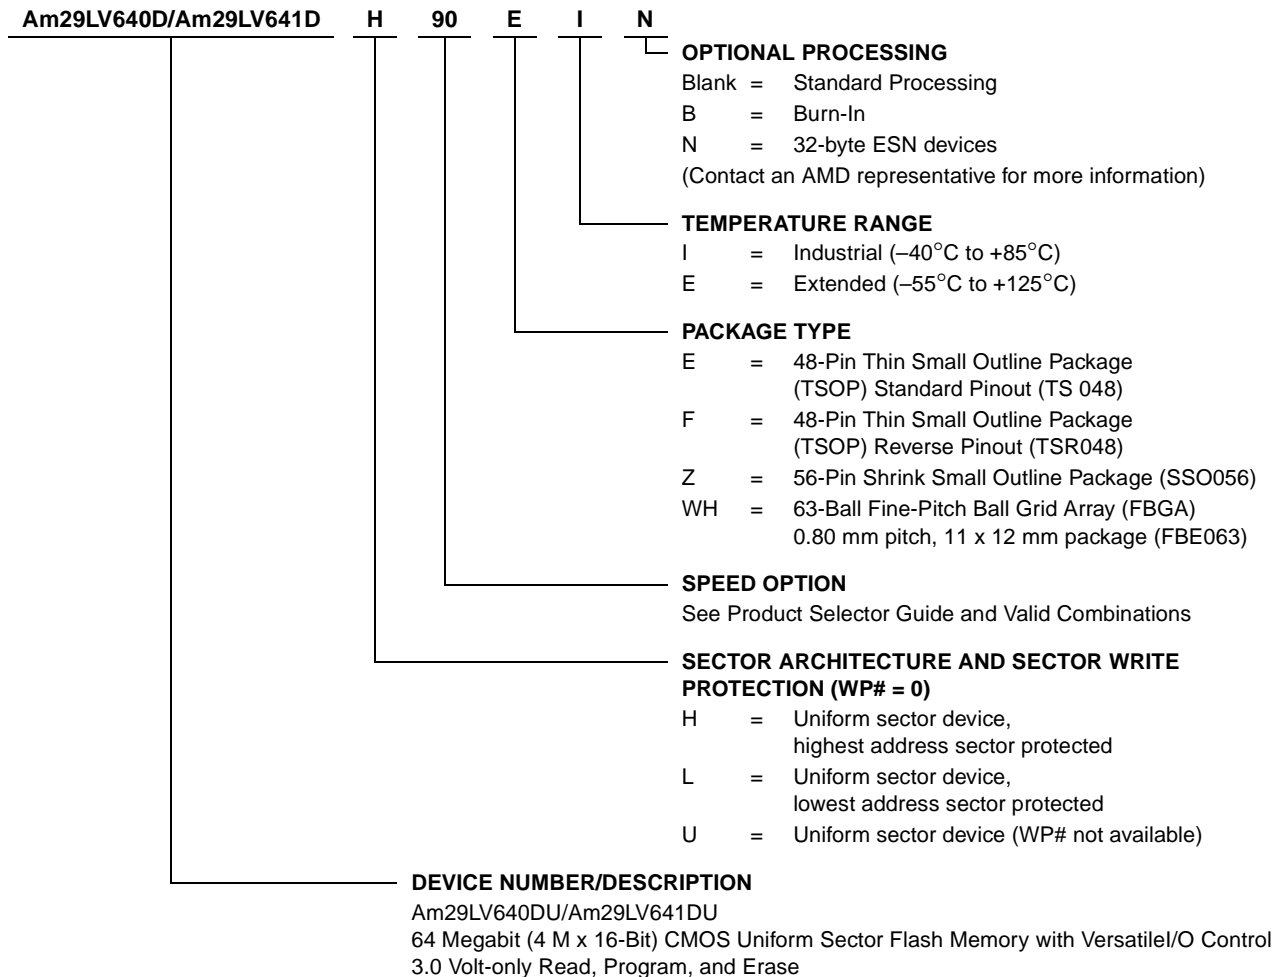 Am29LV640D/Am29LV641D H 90 E I N
OPTIONAL PROCESSING
Blank = Standard Processing
B = Burn-In
N = 32-byte ESN devices
(Contact an AMD representative for more information)
TEMPERATURE RANGE
I = Industrial (–40°C to +85°C)
E = Extended (–55°C to +125°C)
PACKAGE TYPE
E = 48-Pin Thin Small Outline Package
(TSOP) Standard Pinout (TS 048)
F = 48-Pin Thin Small Outline Package
(TSOP) Reverse Pinout (TSR048)
Z = 56-Pin Shrink Small Outline Package (SSO056)
WH = 63-Ball Fine-Pitch Ball Grid Array (FBGA)
0.80 mm pitch, 11 x 12 mm package (FBE063)
SPEED OPTION
See Product Selector Guide and Valid Combinations
SECTOR ARCHITECTURE AND SECTOR WRITE
PROTECTION (WP# = 0)
H = Uniform sector device,
highest address sector protected
L = Uniform sector device,
lowest address sector protected
U = Uniform sector device (WP# not available)
DEVICE NUMBER/DESCRIPTION
Am29LV640DU/Am29LV641DU
64 Megabit (4 M x 16-Bit) CMOS Uniform Sector Flash Memory with VersatileI/O Control
3.0 Volt-only Read, Program, and Erase